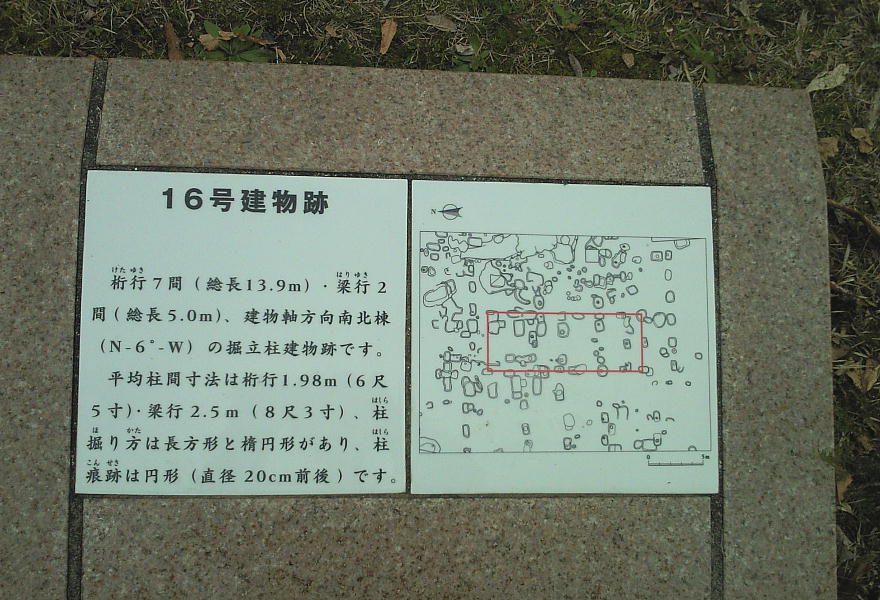 16号建物跡
けた ゆき はり ゆき
桁行7間（総長13.9m）・梁行2
間（総長5.0m）、建物軸方向南北棟
（N-6°-W）の掘立柱建物跡です。
平均柱間寸法は桁行1.98m（6尺
はしら
5寸）・梁行2.5m（8尺3寸）、柱
ほ かた はしら
掘り方は長方形と楕円形があり、柱
こん せき
痕跡は円形（直径20cm前後）です。
N
0 5m